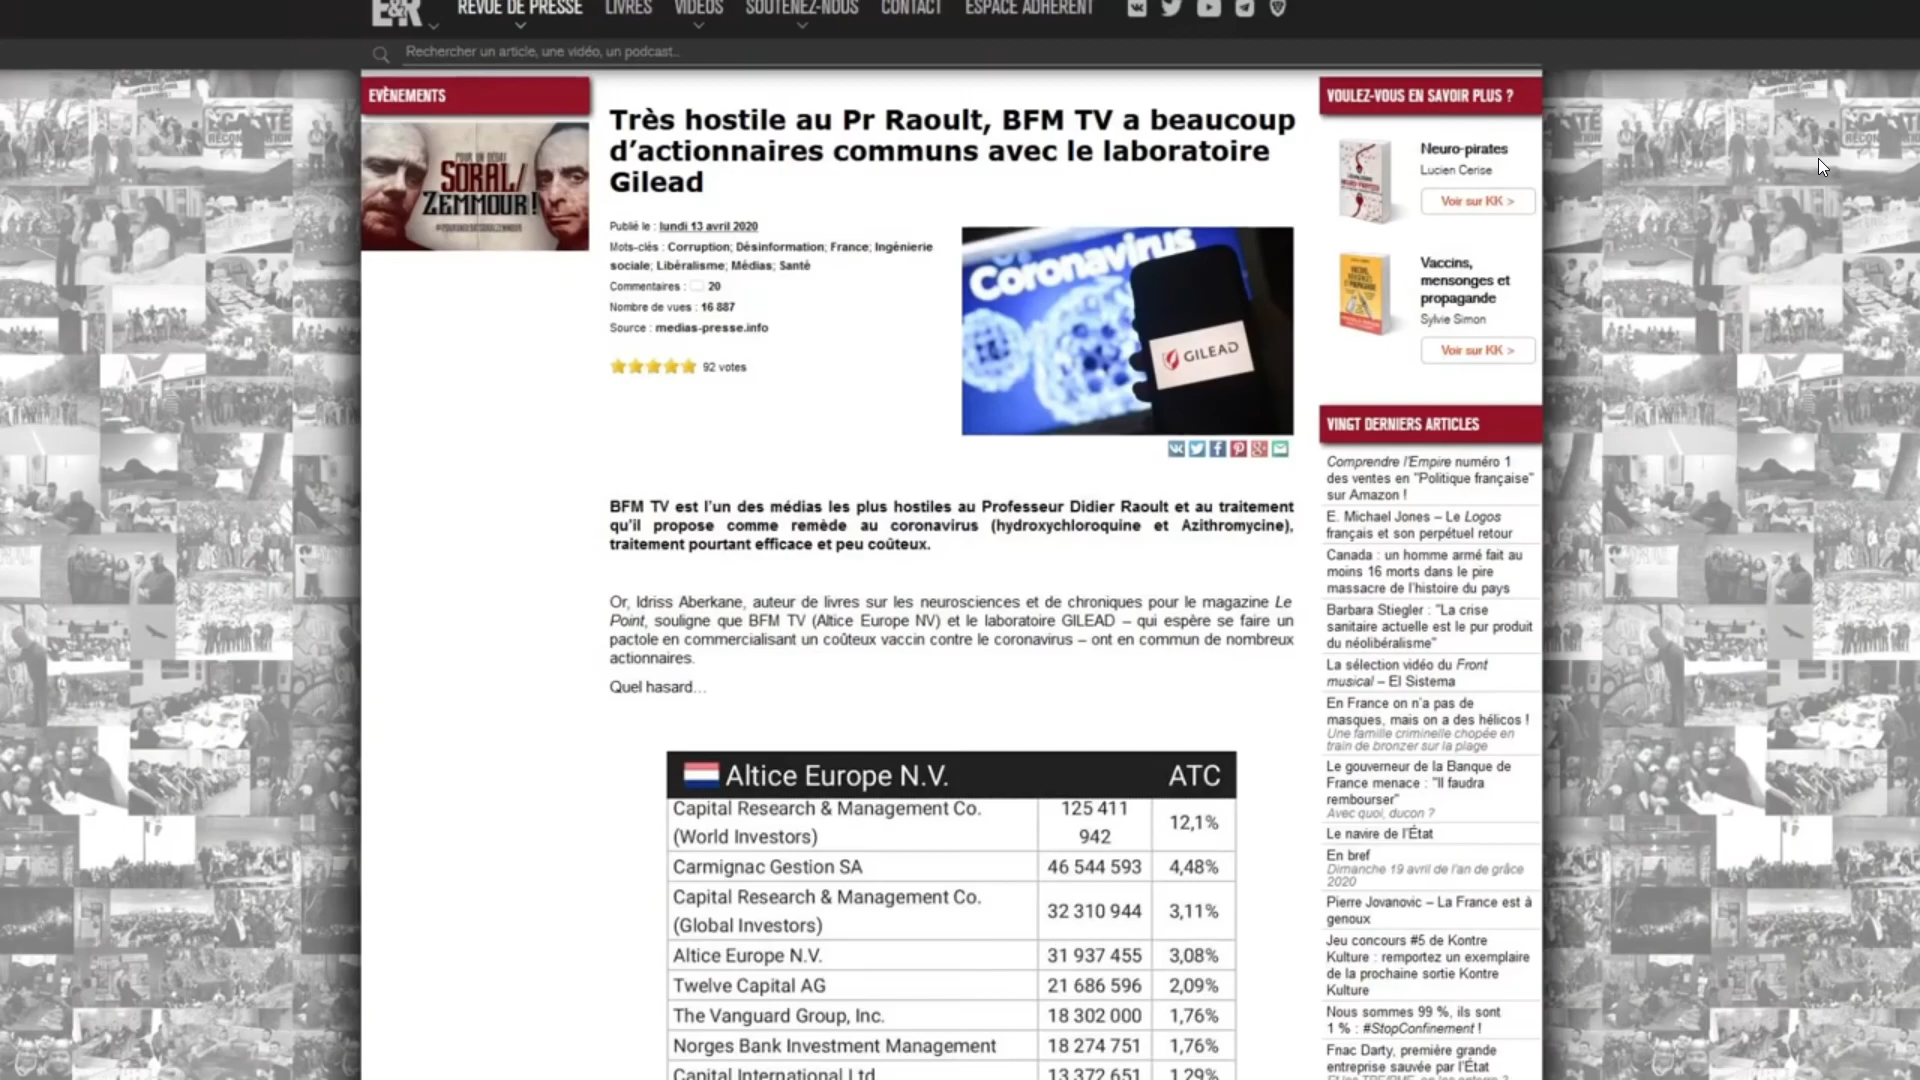 E&R
REVUE DE PRESSE
LIVRES
VIDÉOS
SOUTENEZ-NOUS
CONTACT
ESPACE ADHÉRENT
Rechercher un article, une vidéo, un podcast...
EVÈNEMENTS
POUR UN DÉBAT
SORAL/
ZEMMOUR!
Très hostile au Pr Raoult, BFM TV a beaucoup
d’actionnaires communs avec le laboratoire
Gilead
Publié le : lundi 13 avril 2020
Mots-clés : Corruption; Désinformation; France; Ingénierie
sociale; Libéralisme; Médias; Santé
Commentaires : 20
Nombre de vues : 16 887
Source : medias-presse.info
92 votes
Coronavirus
GILEAD
BFM TV est l’un des médias les plus hostiles au Professeur Didier Raoult et au traitement
qu’il propose comme remède au coronavirus (hydroxychloroquine et Azithromycine),
traitement pourtant efficace et peu coûteux.
Or, Idriss Aberkane, auteur de livres sur les neurosciences et de chroniques pour le magazine Le
Point, souligne que BFM TV (Altice Europe NV) et le laboratoire GILEAD – qui espère se faire un
pactole en commercialisant un coûteux vaccin contre le coronavirus – ont en commun de nombreux
actionnaires.
Quel hasard…
Altice Europe N.V. ATC
Capital Research & Management Co. (World Investors) 125 411 942 12,1%
Carmignac Gestion SA 46 544 593 4,48%
Capital Research & Management Co. (Global Investors) 32 310 944 3,11%
Altice Europe N.V. 31 937 455 3,08%
Twelve Capital AG 21 686 596 2,09%
The Vanguard Group, Inc. 18 302 000 1,76%
Norges Bank Investment Management 18 274 751 1,76%
Capital International Ltd. 13 372 651 1,29%
VOULEZ-VOUS EN SAVOIR PLUS ?
Neuro-pirates
Lucien Cerise
Voir sur KK >
Vaccins,
mensonges et
propagande
Sylvie Simon
Voir sur KK >
VINGT DERNIERS ARTICLES
Comprendre l’Empire numéro 1
des ventes en "Politique française"
sur Amazon !
E. Michael Jones – Le Logos
français et son perpétuel retour
Canada : un homme armé fait au
moins 16 morts dans le pire
massacre de l’histoire du pays
Barbara Stiegler : "La crise
sanitaire actuelle est le pur produit
du néolibéralisme"
La sélection vidéo du Front
musical – El Sistema
En France on n’a pas de
masques, mais on a des hélicos !
Une famille criminelle chopée en
train de bronzer sur la plage
Le gouverneur de la Banque de
France menace : "Il faudra
rembourser"
Avec quoi, ducon ?
Le navire de l’État
En bref
Dimanche 19 avril de l’an de grâce
2020
Pierre Jovanovic – La France est à
genoux
Jeu concours #5 de Kontre
Kulture : remportez un exemplaire
de la prochaine sortie Kontre
Kulture
Nous sommes 99 %, ils sont
1 % : #StopConfinement !
Fnac Darty, première grande
entreprise sauvée par l’État